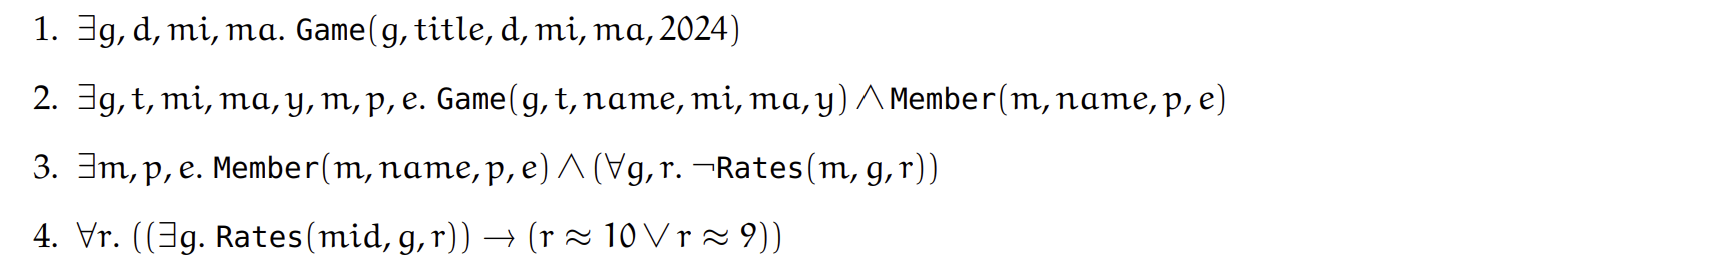 1. ∃g, d, mi, ma. Game(g, title, d, mi, ma, 2024)
2. ∃g, t, mi, ma, y, m, p, e. Game(g, t, name, mi, ma, y) ∧ Member(m, name, p, e)
3. ∃m, p, e. Member(m, name, p, e) ∧ (∀g, r. ¬Rates(m, g, r))
4. ∀r. ((∃g. Rates(mid, g, r)) → (r ≈ 10 ∨ r ≈ 9))